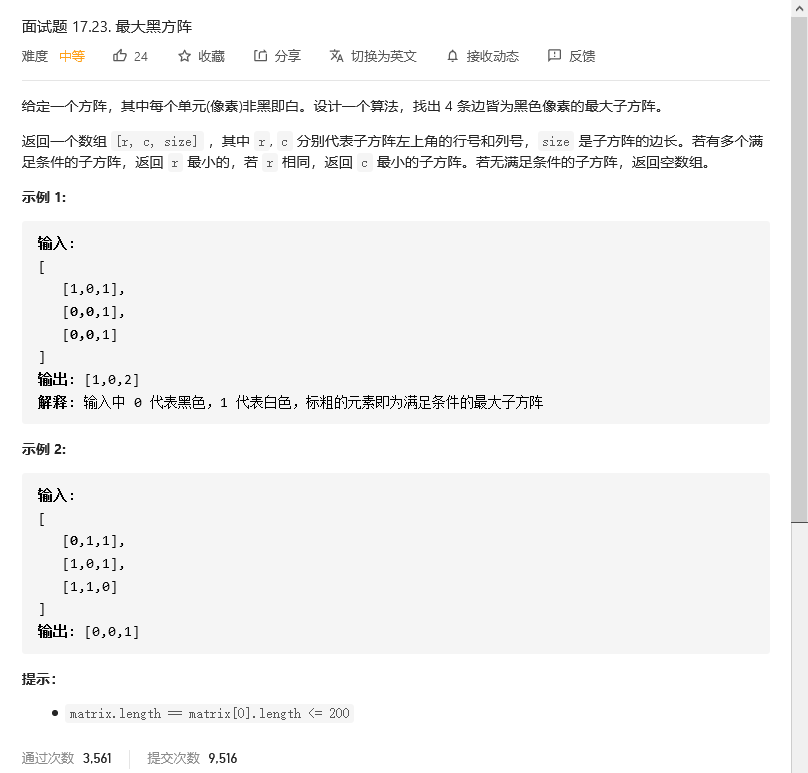 面试题 17.23. 最大黑方阵
难度 中等 24 收藏 分享 切换为英文 接收动态 反馈
给定一个方阵，其中每个单元(像素)非黑即白。设计一个算法，找出 4 条边皆为黑色像素的最大子方阵。
返回一个数组 [r, c, size] ，其中 r, c 分别代表子方阵左上角的行号和列号，size 是子方阵的边长。若有多个满
足条件的子方阵，返回 r 最小的，若 r 相同，返回 c 最小的子方阵。若无满足条件的子方阵，返回空数组。
示例 1:
输入:
[
[1,0,1],
[0,0,1],
[0,0,1]
]
输出: [1,0,2]
解释: 输入中 0 代表黑色，1 代表白色，标粗的元素即为满足条件的最大子方阵
示例 2:
输入:
[
[0,1,1],
[1,0,1],
[1,1,0]
]
输出: [0,0,1]
提示:
• matrix.length == matrix[0].length <= 200
通过次数 3,561 提交次数 9,516